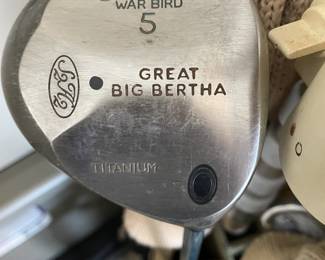 WAR BIRD
5
GREAT
BIG BERTHA
TITANIUM